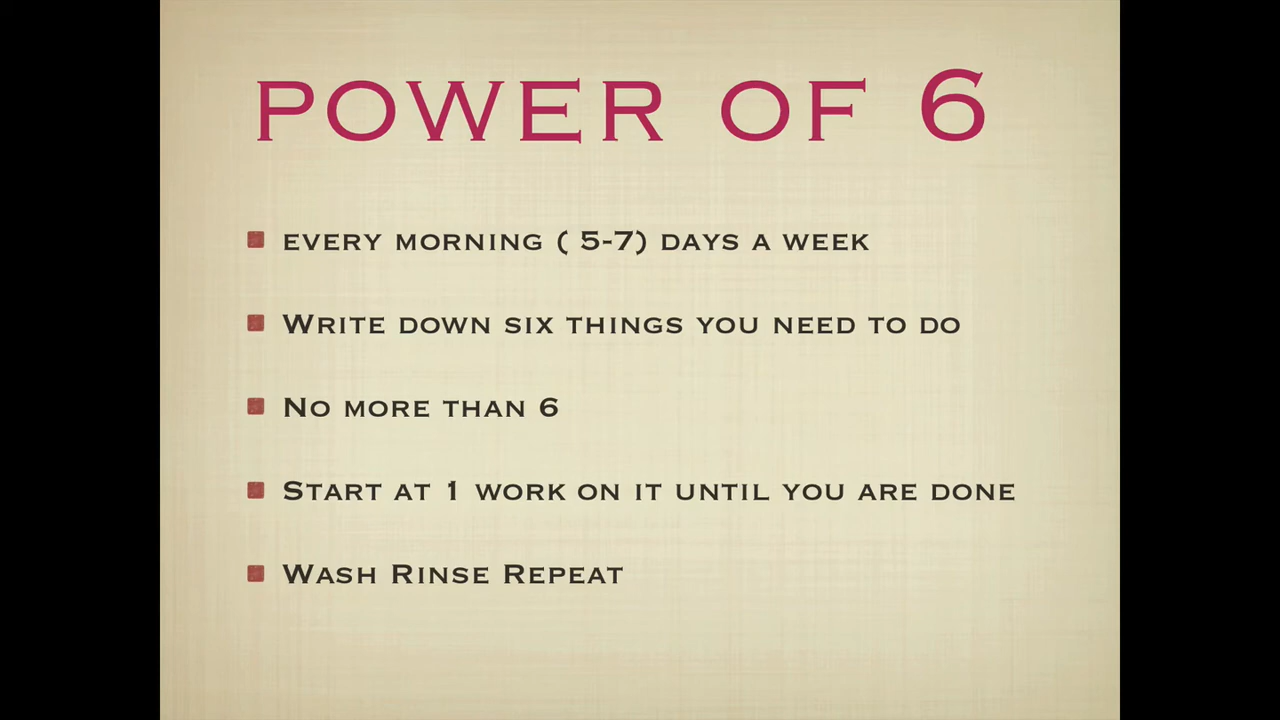 POWER OF 6
EVERY MORNING ( 5-7) DAYS A WEEK
WRITE DOWN SIX THINGS YOU NEED TO DO
NO MORE THAN 6
START AT 1 WORK ON IT UNTIL YOU ARE DONE
WASH RINSE REPEAT